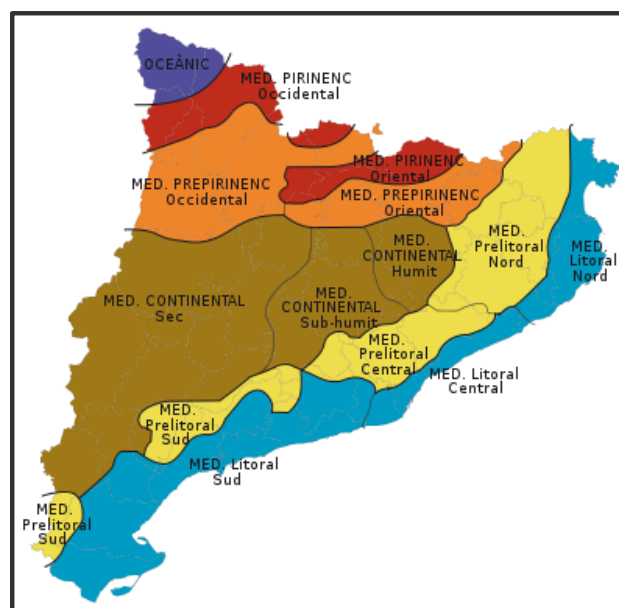 OCEÀNIC
MED. PIRINENC
Occidental
MED. PIRINENC
Oriental
MED. PREPIRINENC
Occidental
MED. PREPIRINENC
Oriental
MED.
Prelitoral
Nord
MED.
CONTINENTAL
Humit
MED.
Litoral
Nord
MED. CONTINENTAL
Sec
MED.
CONTINENTAL
Sub-humit
MED.
Prelitoral
Central
MED. Litoral
Central
MED.
Prelitoral
Sud
MED. Litoral
Sud
MED.
Prelitoral
Sud